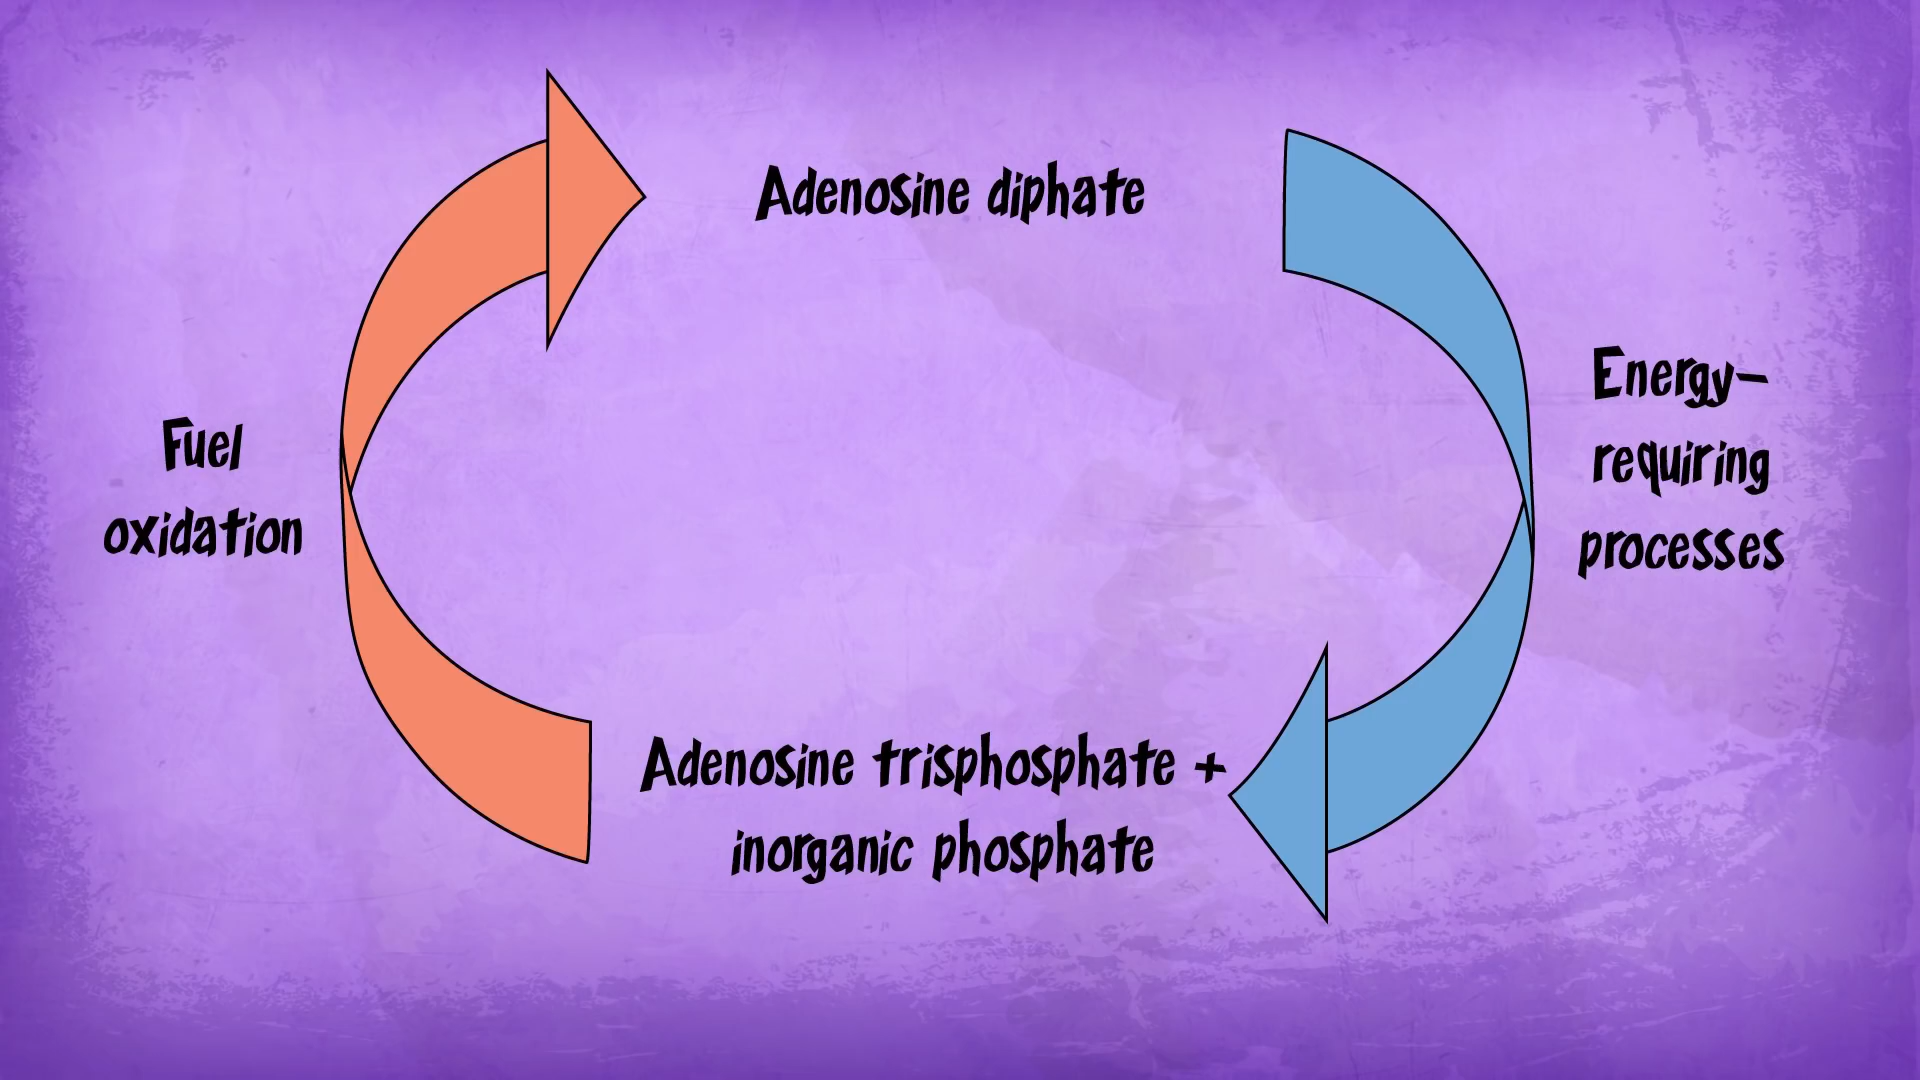 Adenosine diphate
Fuel
oxidation
Energy-
requiring
processes
Adenosine trisphosphate +
inorganic phosphate